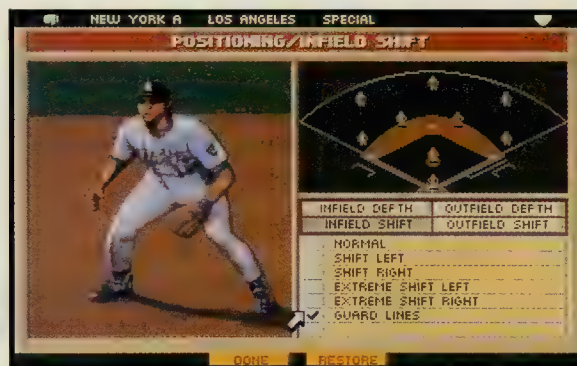 NEW YORK A LOS ANGELES SPECIAL
POSITIONING/INFIELD SHIFT
INFIELD DEPTH OUTFIELD DEPTH
INFIELD SHIFT OUTFIELD SHIFT
NORMAL
SHIFT LEFT
SHIFT RIGHT
EXTREME SHIFT LEFT
EXTREME SHIFT RIGHT
GUARD LINES
DONE RESTORE